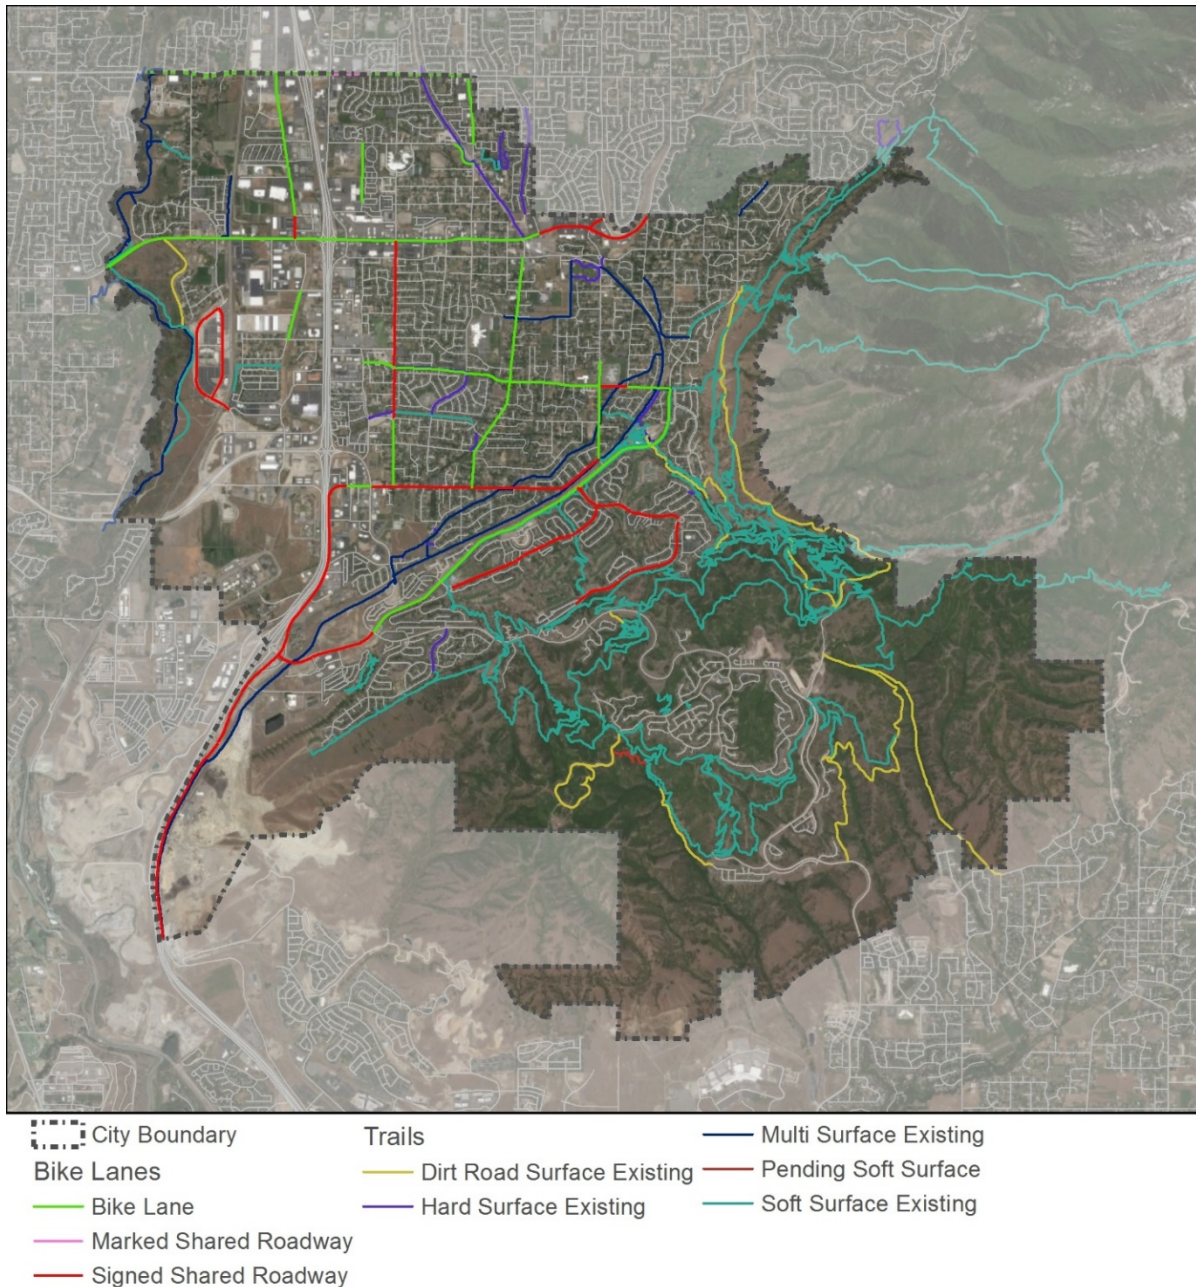 City Boundary
Bike Lanes
Bike Lane
Marked Shared Roadway
Signed Shared Roadway
Trails
Dirt Road Surface Existing
Hard Surface Existing
Multi Surface Existing
Pending Soft Surface
Soft Surface Existing